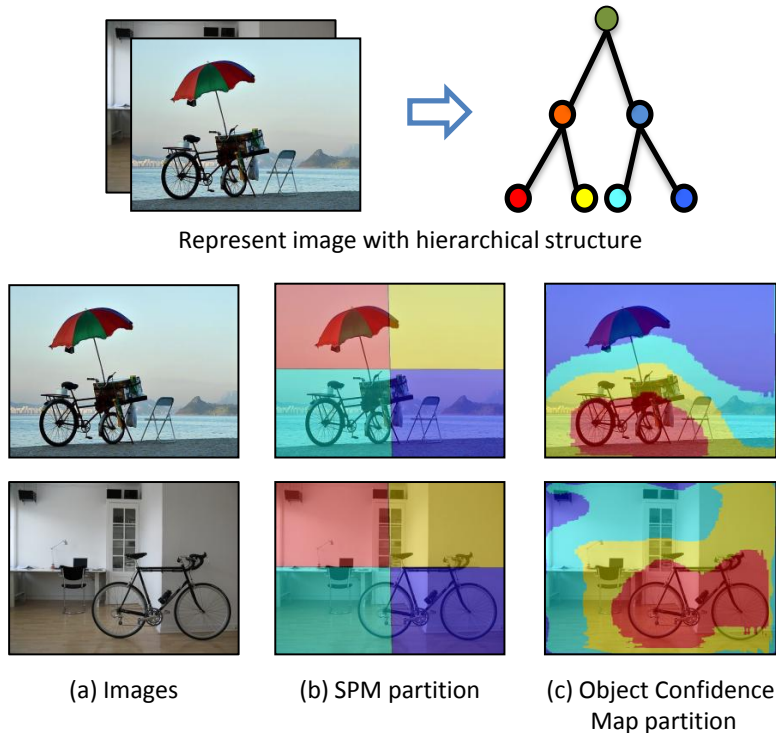 Represent image with hierarchical structure
(a) Images
(b) SPM partition
(c) Object Confidence
Map partition